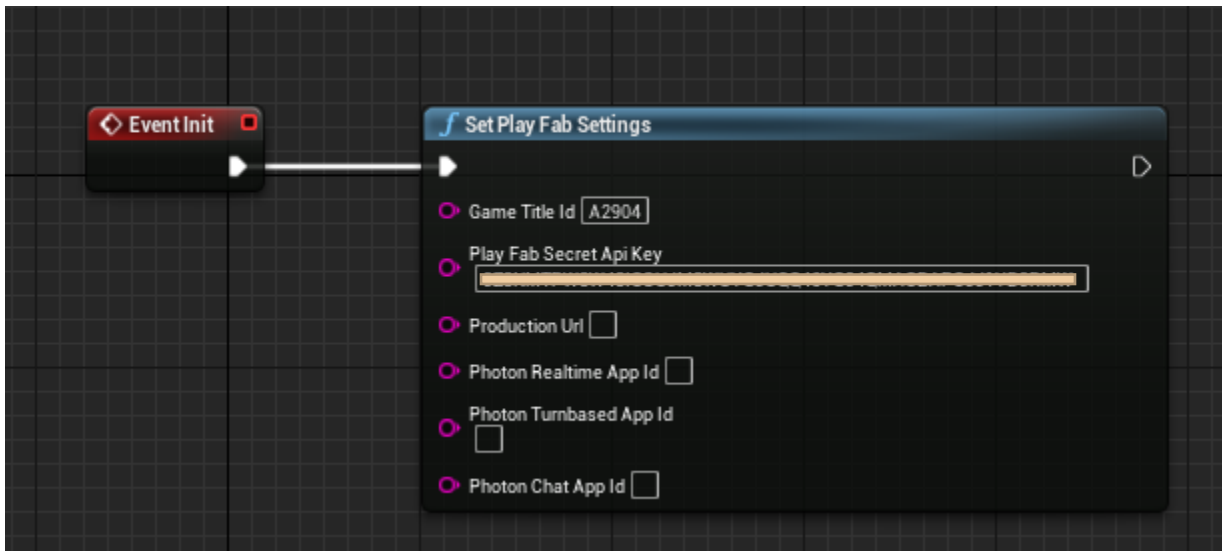 Event Init
Set Play Fab Settings
Game Title Id A2904
Play Fab Secret Api Key
Production Url
Photon Realtime App Id
Photon Turnbased App Id
Photon Chat App Id